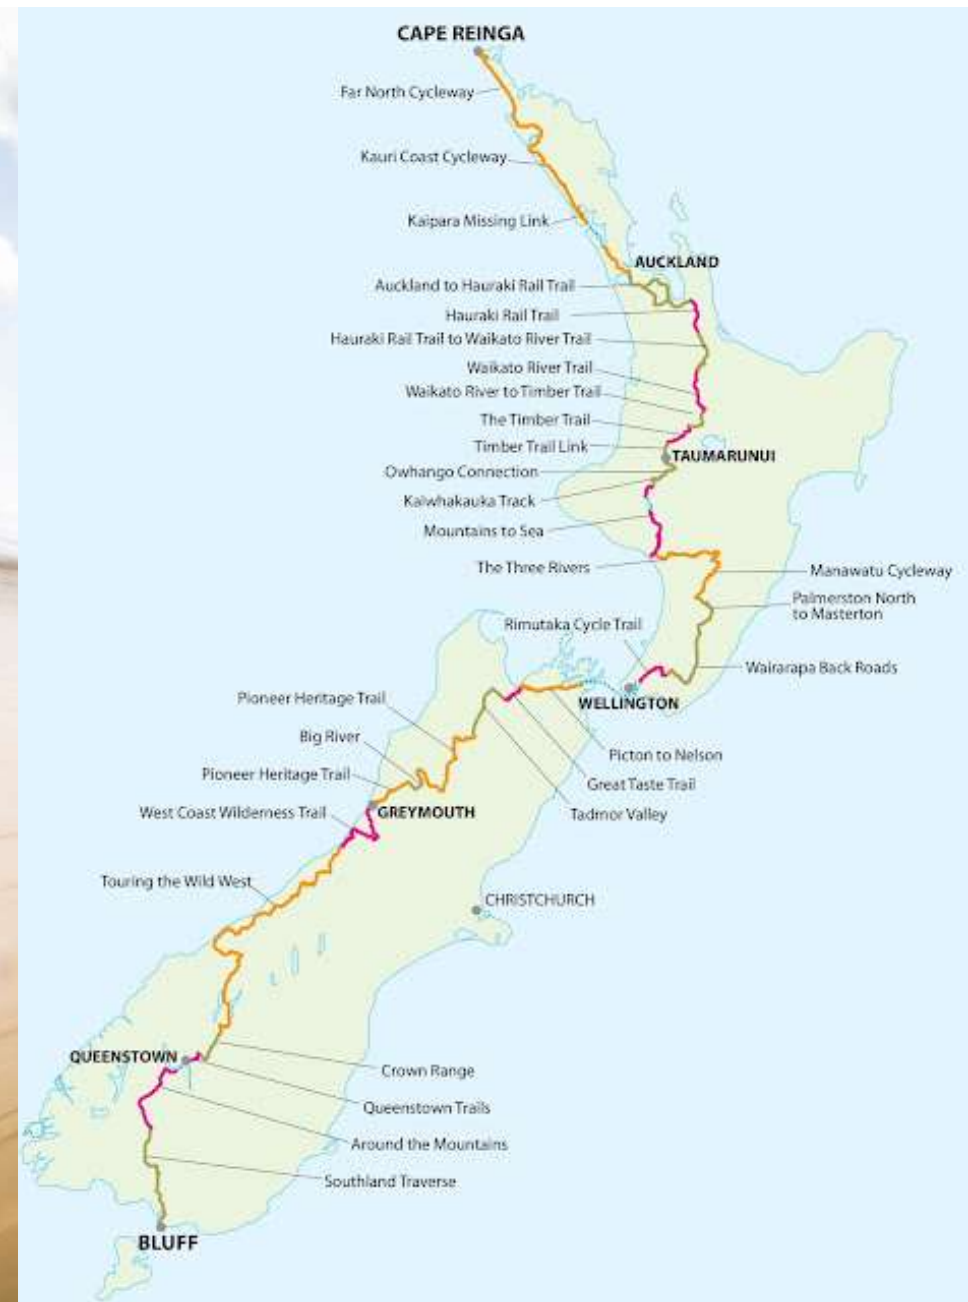 CAPE REINGA
Far North Cycleway
Kauri Coast Cycleway
Kaipara Missing Link
AUCKLAND
Auckland to Hauraki Rail Trail
Hauraki Rail Trail
Hauraki Rail Trail to Waikato River Trail
Waikato River Trail
Waikato River to Timber Trail
The Timber Trail
Timber Trail Link
TAUMARUNUI
Owhango Connection
Kaiwhakauka Track
Mountains to Sea
The Three Rivers
Manawatu Cycleway
Palmerston North
to Masterton
Rimutaka Cycle Trail
Wairarapa Back Roads
WELLINGTON
Pioneer Heritage Trail
Big River
Picton to Nelson
Pioneer Heritage Trail
Great Taste Trail
West Coast Wilderness Trail
GREYMOUTH
Tadmor Valley
Touring the Wild West
CHRISTCHURCH
QUEENSTOWN
Crown Range
Queenstown Trails
Around the Mountains
Southland Traverse
BLUFF